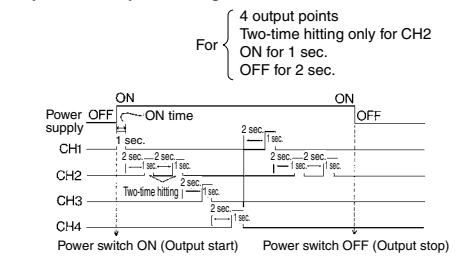 4 output points
Two-time hitting only for CH2
For
ON for 1 sec.
OFF for 2 sec.
ON
ON
Power supply
OFF
ON time
OFF
1 sec.
2 sec.
1 sec.
CH1
2 sec.
2 sec.
2 sec.
2 sec.
1 sec.
1 sec.
1 sec.
1 sec.
CH2
Two-time hitting
2 sec.
1 sec.
CH3
2 sec.
1 sec.
CH4
Power switch ON (Output start)
Power switch OFF (Output stop)